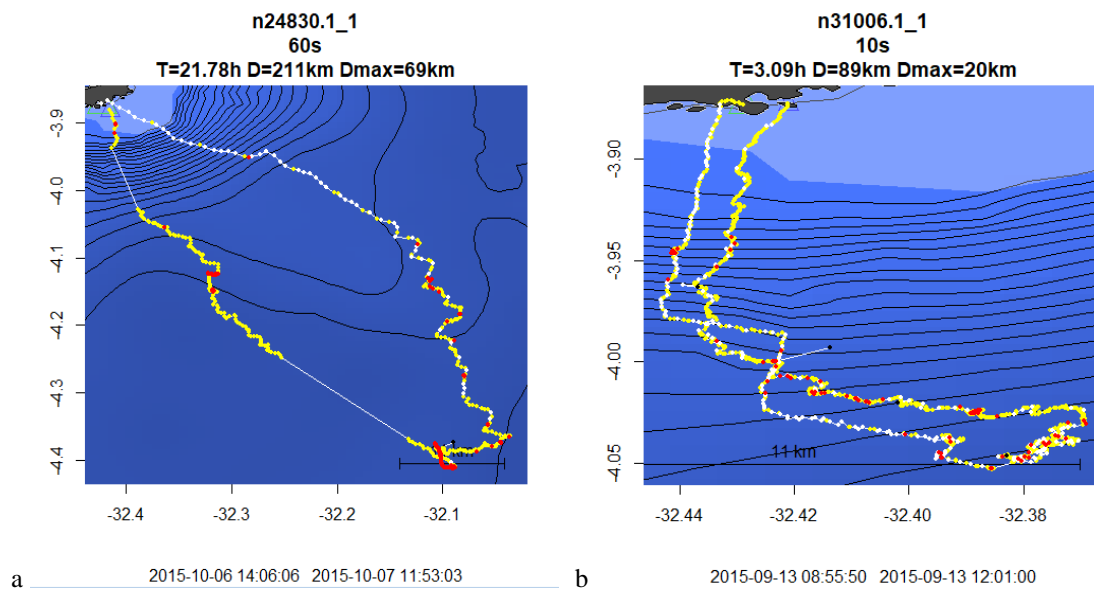 n24830.1_1
60s
T=21.78h D=211km Dmax=69km
-3.9
-4.0
-4.1
-4.2
-4.3
-4.4
-32.4 -32.3 -32.2 -32.1
a 2015-10-06 14:06:06 2015-10-07 11:53:03
n31006.1_1
10s
T=3.09h D=89km Dmax=20km
-3.90
-3.95
-4.00
-4.05
11 km
-32.44 -32.42 -32.40 -32.38
b 2015-09-13 08:55:50 2015-09-13 12:01:00